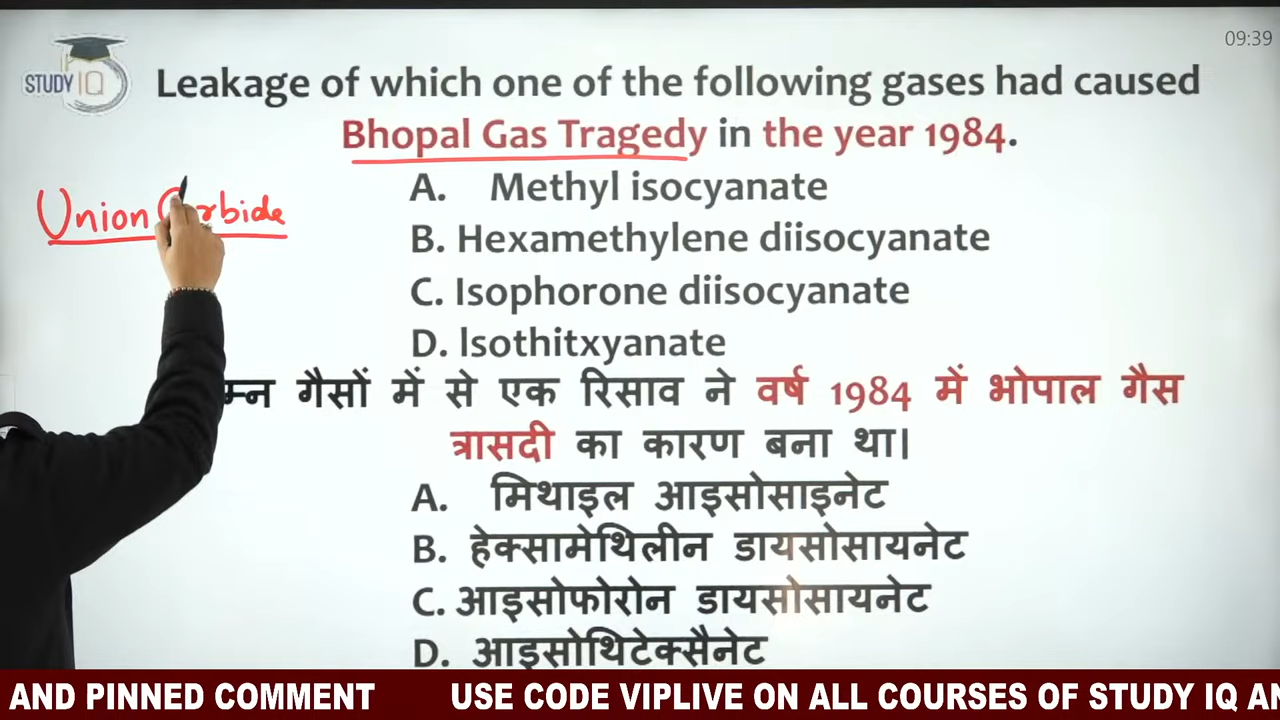 09:39
STUDY IQ
Leakage of which one of the following gases had caused
Bhopal Gas Tragedy in the year 1984.
Union Carbide
A. Methyl isocyanate
B. Hexamethylene diisocyanate
C. Isophorone diisocyanate
D. Isothitxyanate
म्न गैसों में से एक रिसाव ने वर्ष 1984 में भोपाल गैस
त्रासदी का कारण बना था।
A. मिथाइल आइसोसाइनेट
B. हेक्सामेथिलीन डायसोसायनेट
C. आइसोफोरोन डायसोसायनेट
D. आइसोथिटेक्सैनेट
AND PINNED COMMENT USE CODE VIPLIVE ON ALL COURSES OF STUDY IQ AN